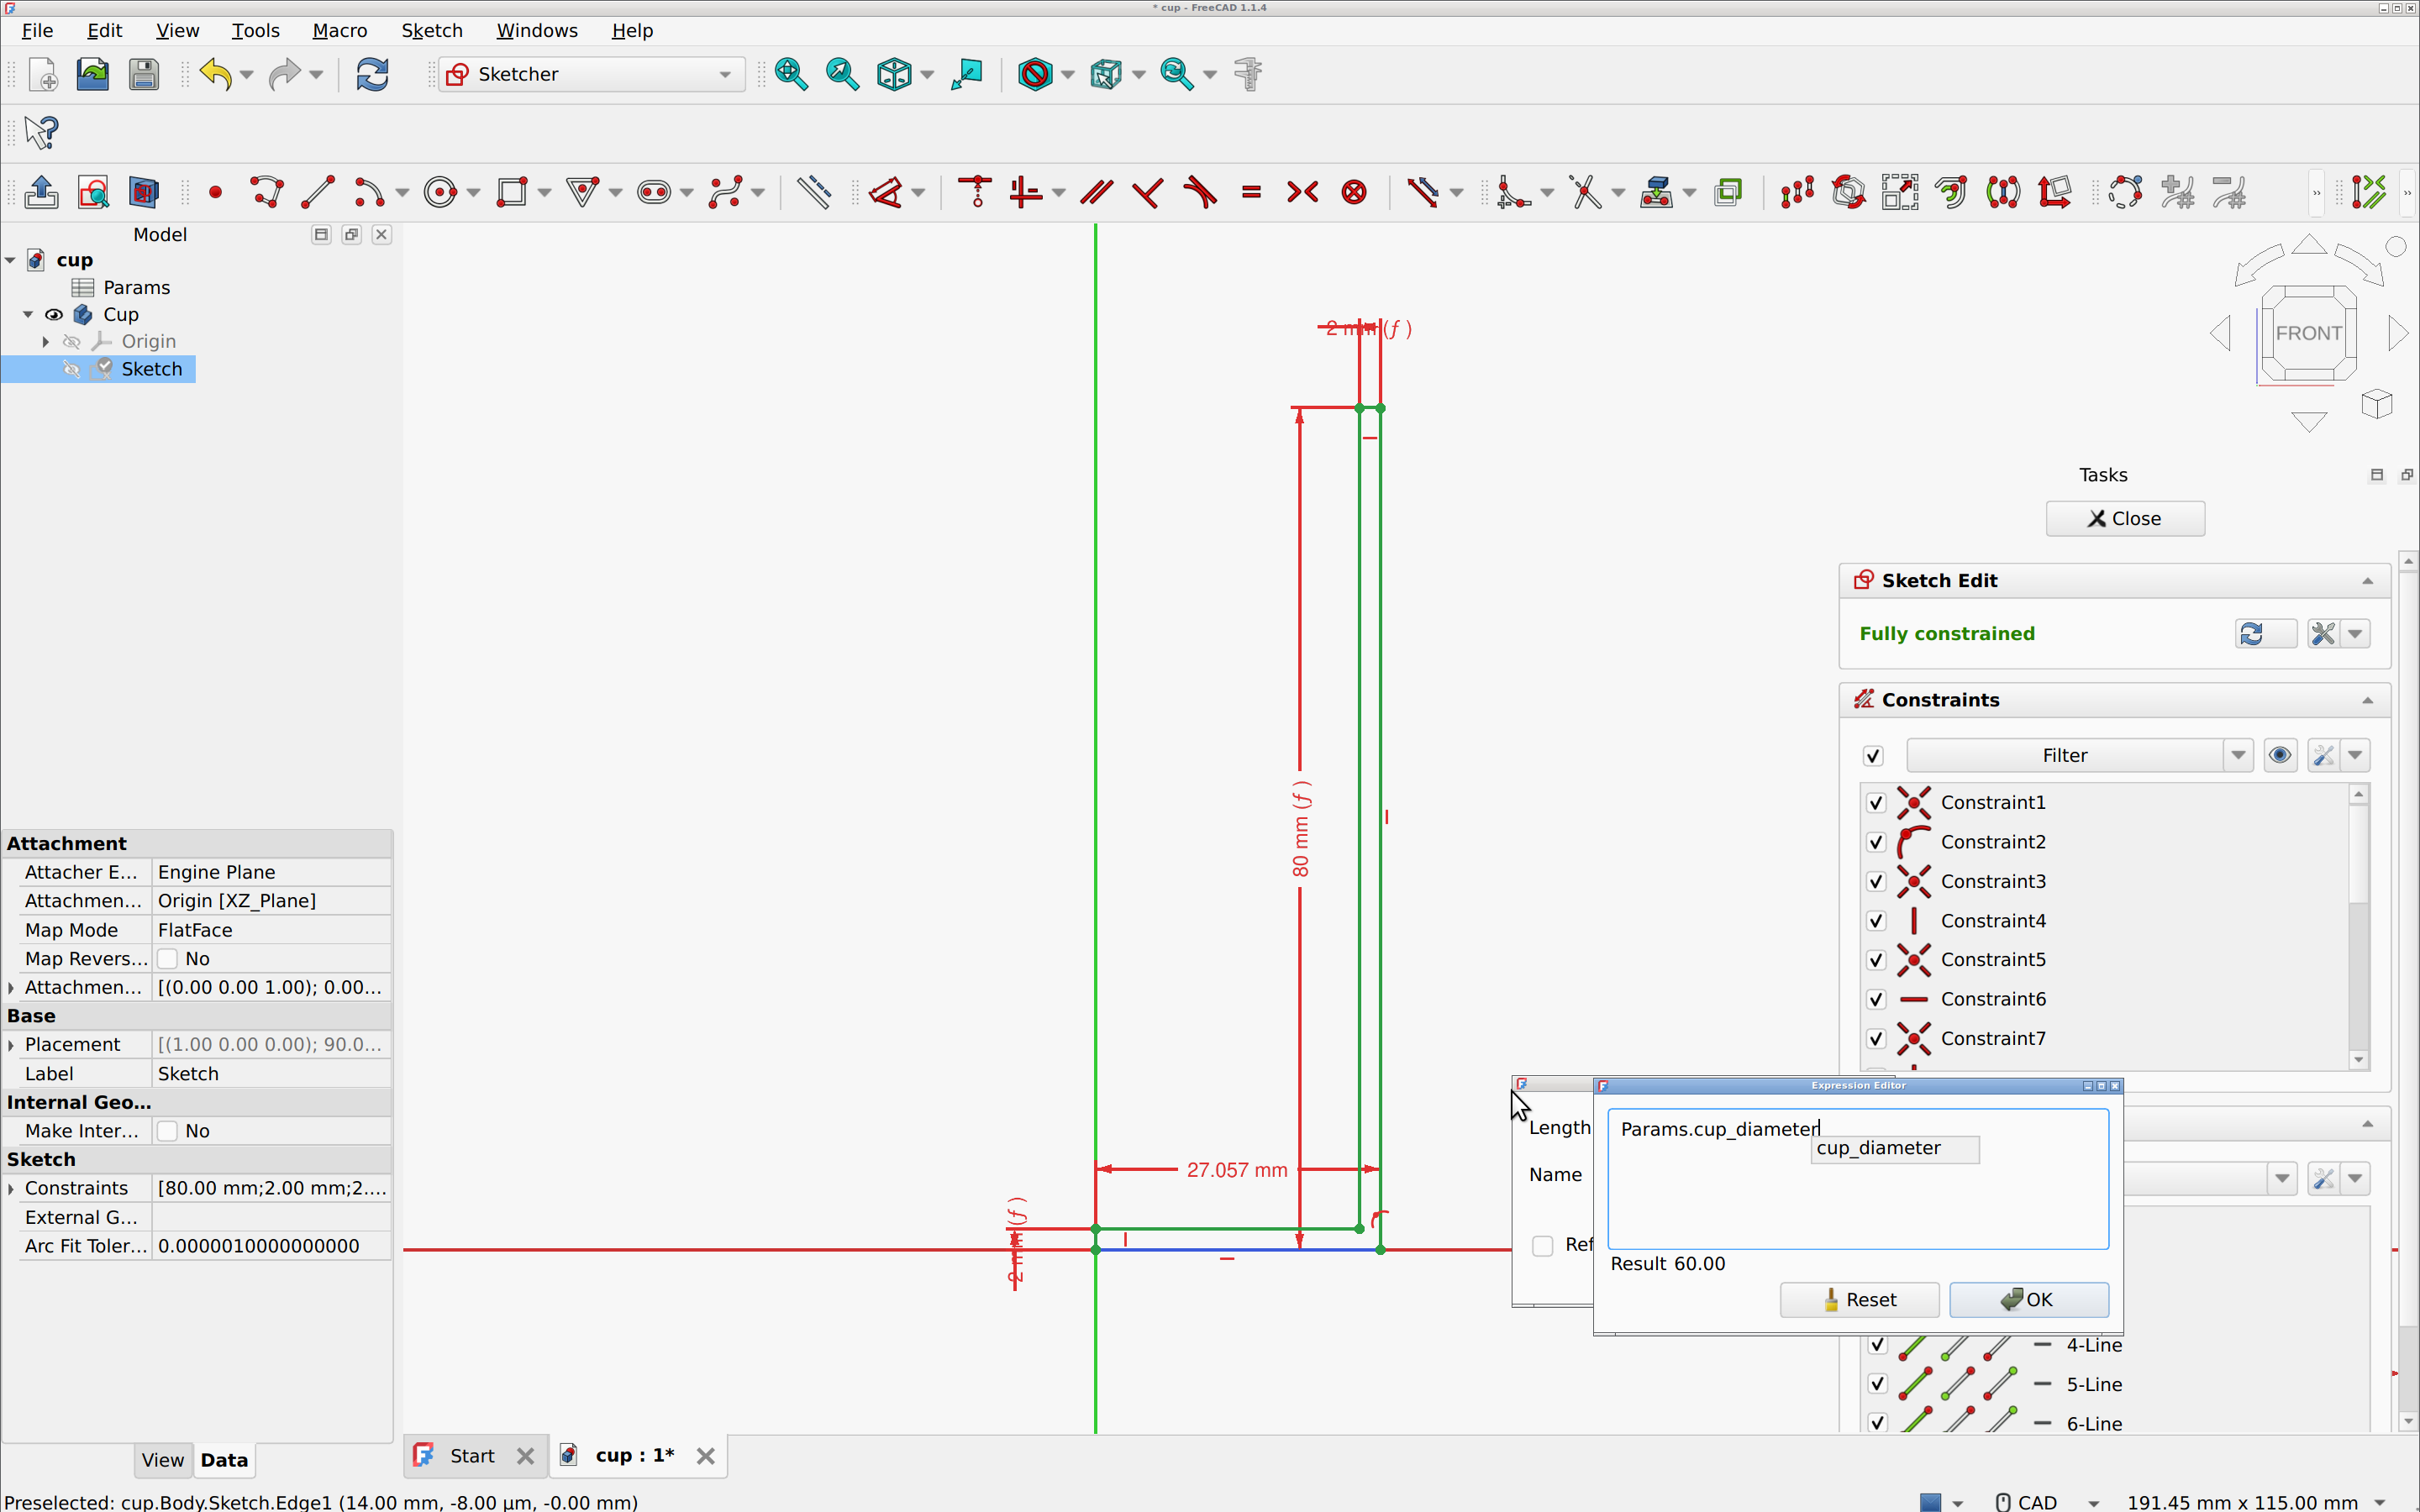 * cup - FreeCAD 1.1.4
File Edit View Tools Macro Sketch Windows Help
Sketcher
Model
cup
Params
Cup
Origin
Sketch
Attachment
Attacher E... Engine Plane
Attachmen... Origin [XZ_Plane]
Map Mode FlatFace
Map Revers... No
Attachmen... [(0.00 0.00 1.00); 0.00...
Base
Placement [(1.00 0.00 0.00); 90.0...
Label Sketch
Internal Geo...
Make Inter... No
Sketch
Constraints [80.00 mm;2.00 mm;2....
External G...
Arc Fit Toler... 0.0000010000000000
View Data
2 mm (ƒ )
80 mm (ƒ )
27.057 mm
2 mm (ƒ )
FRONT
Tasks
Close
Sketch Edit
Fully constrained
Constraints
Filter
Constraint1
Constraint2
Constraint3
Constraint4
Constraint5
Constraint6
Constraint7
Length
Name
Ref
Expression Editor
Params.cup_diameter
cup_diameter
Result 60.00
Reset OK
4-Line
5-Line
6-Line
Start cup : 1*
Preselected: cup.Body.Sketch.Edge1 (14.00 mm, -8.00 µm, -0.00 mm) CAD 191.45 mm x 115.00 mm